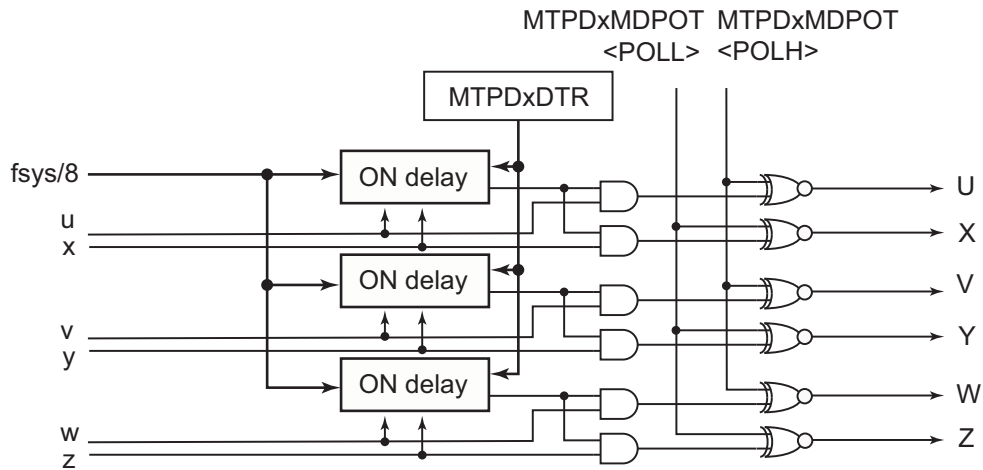 MTPDxMDPOT MTPDxMDPOT
<POLL> <POLH>
MTPDxDTR
fsys/8
ON delay
U
u
x
X
ON delay
V
v
y
Y
ON delay
W
w
z
Z